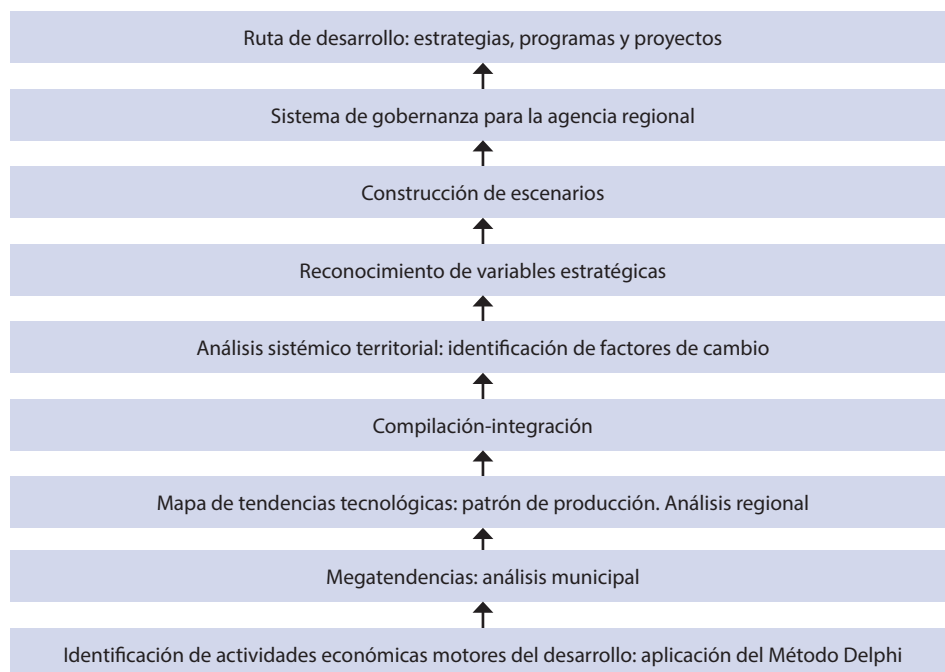 Ruta de desarrollo: estrategias, programas y proyectos
Sistema de gobernanza para la agencia regional
Construcción de escenarios
Reconocimiento de variables estratégicas
Análisis sistémico territorial: identificación de factores de cambio
Compilación-integración
Mapa de tendencias tecnológicas: patrón de producción. Análisis regional
Megatendencias: análisis municipal
Identificación de actividades económicas motores del desarrollo: aplicación del Método Delphi